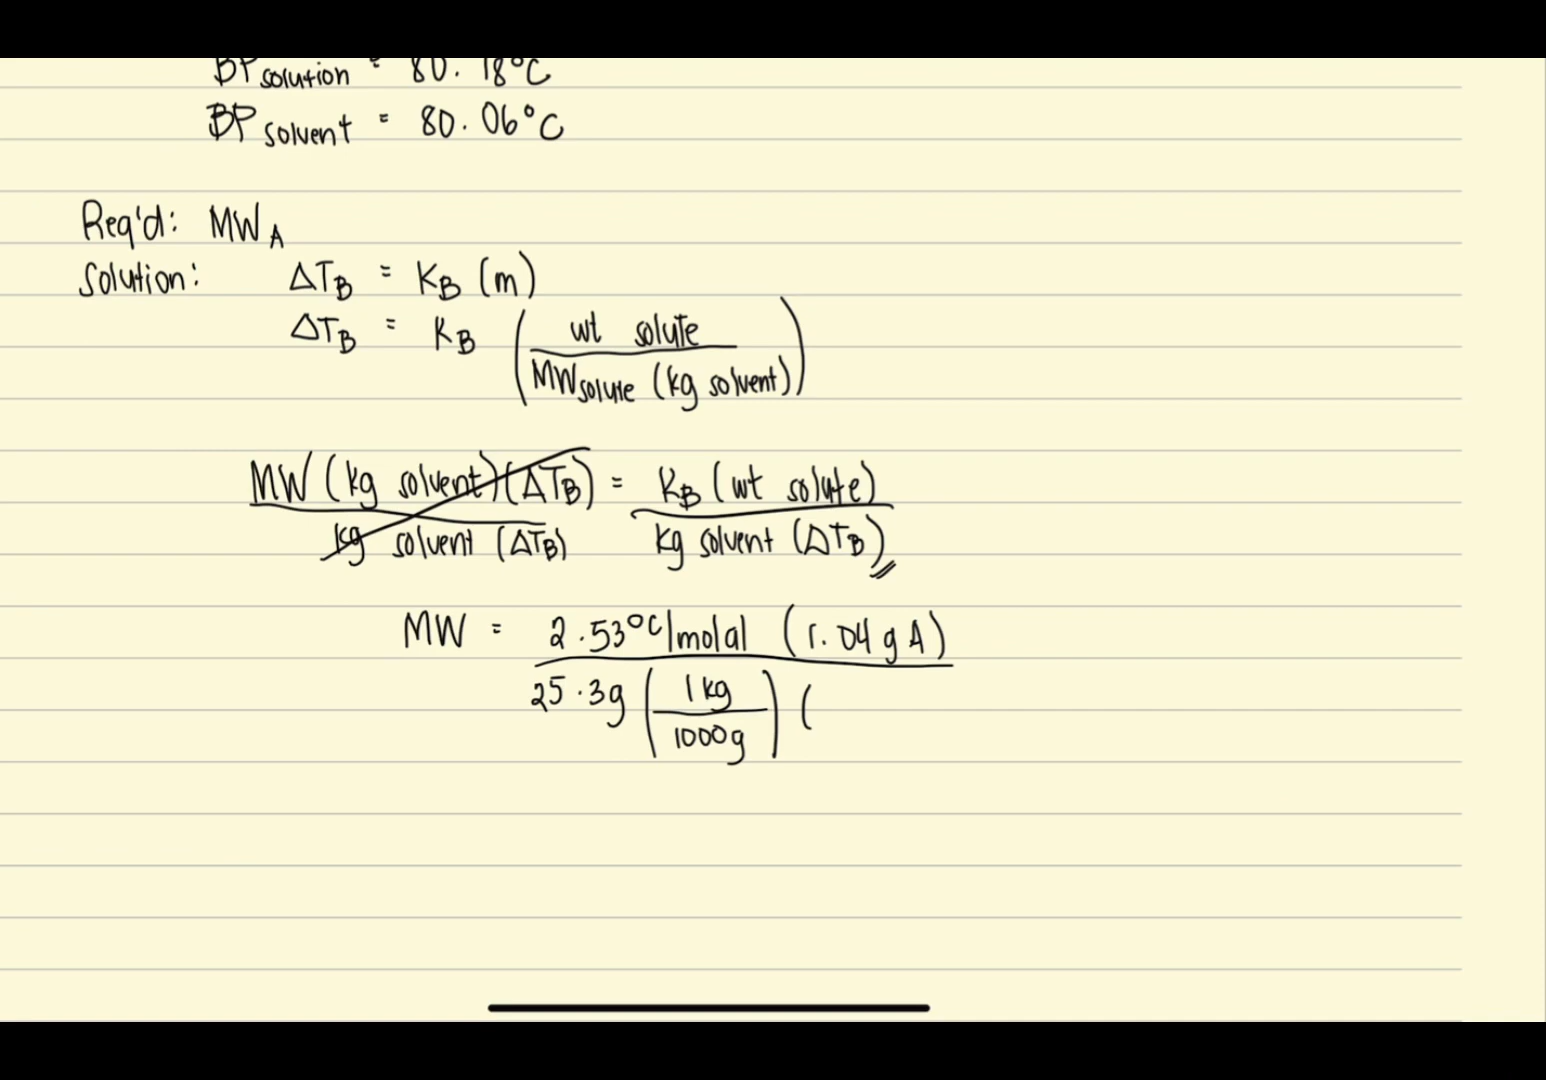 BP solution = 80.18°C
BP solvent = 80.06°C
Req'd: MW A
Solution: ΔTB = KB (m)
ΔTB = KB (wt solute / MWsolute (kg solvent))
MW (kg solvent)(ΔTB) / kg solvent (ΔTB) = KB (wt solute) / kg solvent (ΔTB)
MW = 2.53°C/molal (1.04 g A)
25.3g (1 kg / 1000g) (